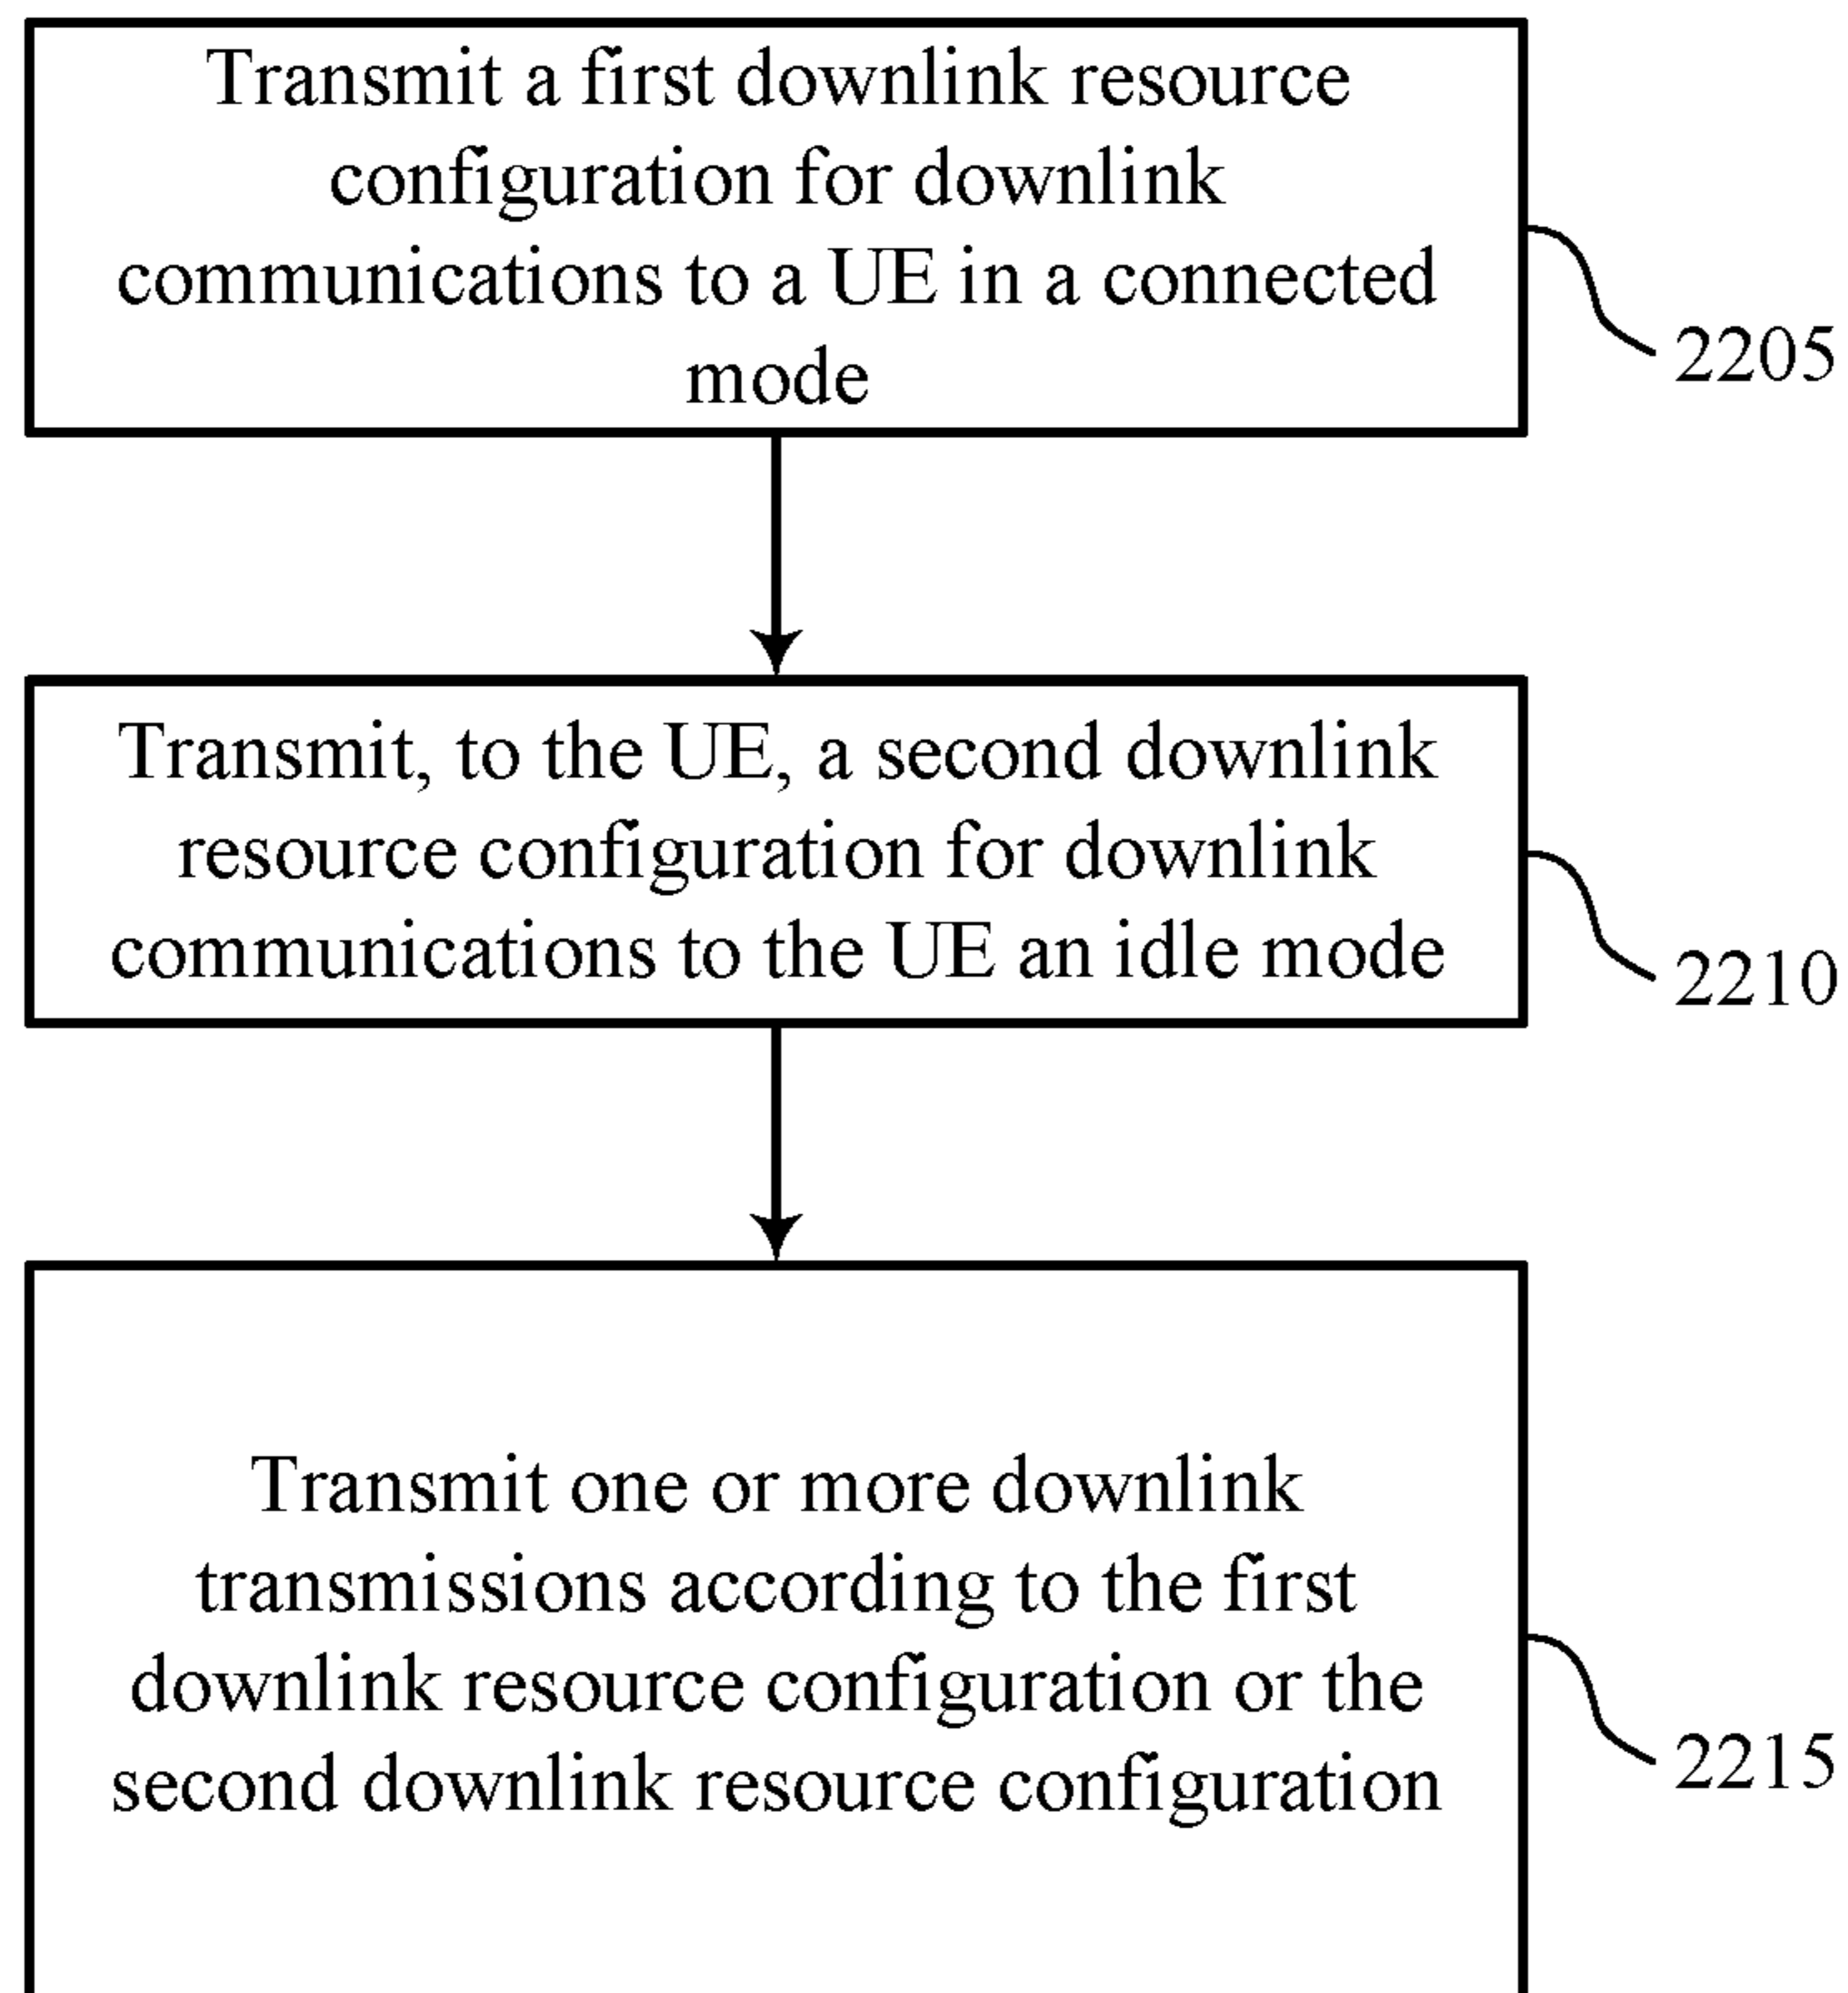 Transmit a first downlink resource
configuration for downlink
communications to a UE in a connected
mode
2205
Transmit, to the UE, a second downlink
resource configuration for downlink
communications to the UE an idle mode
2210
Transmit one or more downlink
transmissions according to the first
downlink resource configuration or the
second downlink resource configuration
2215